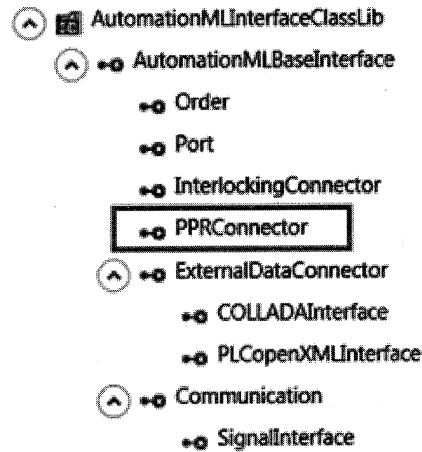 AutomationMLInterfaceClassLib
AutomationMLBaseInterface
Order
Port
InterlockingConnector
PPRConnector
ExternalDataConnector
COLLADAInterface
PLCopenXMLInterface
Communication
SignalInterface